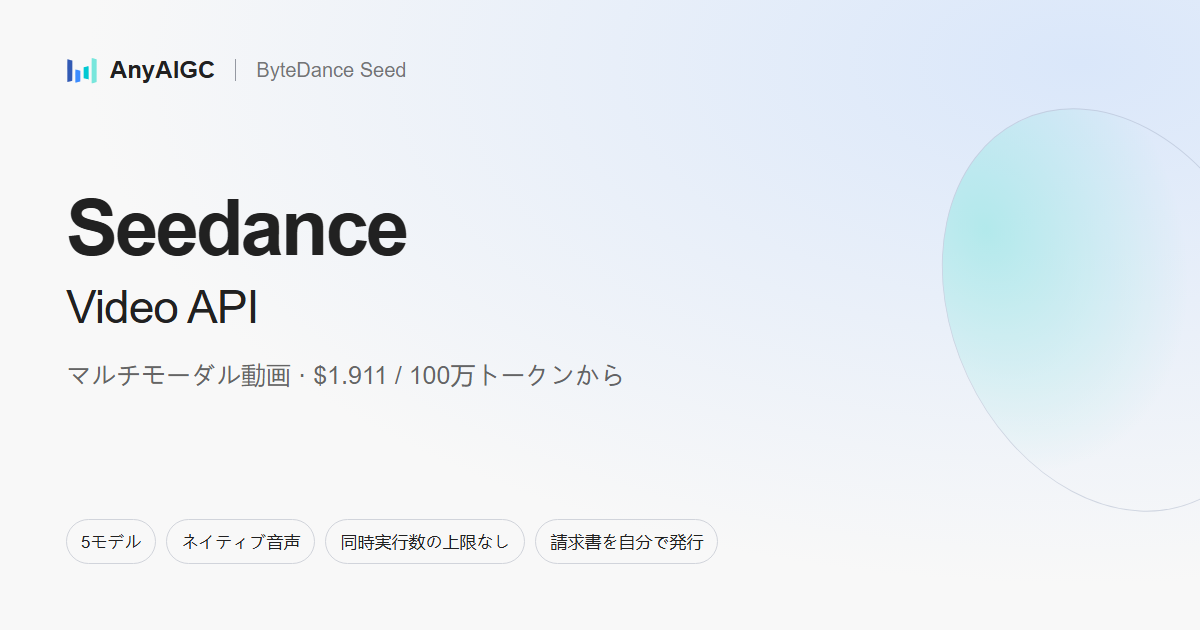 AnyAIGC | ByteDance Seed
Seedance
Video API
マルチモーダル動画 · $1.911 / 100万トークンから
5モデル ネイティブ音声 同時実行数の上限なし 請求書を自分で発行